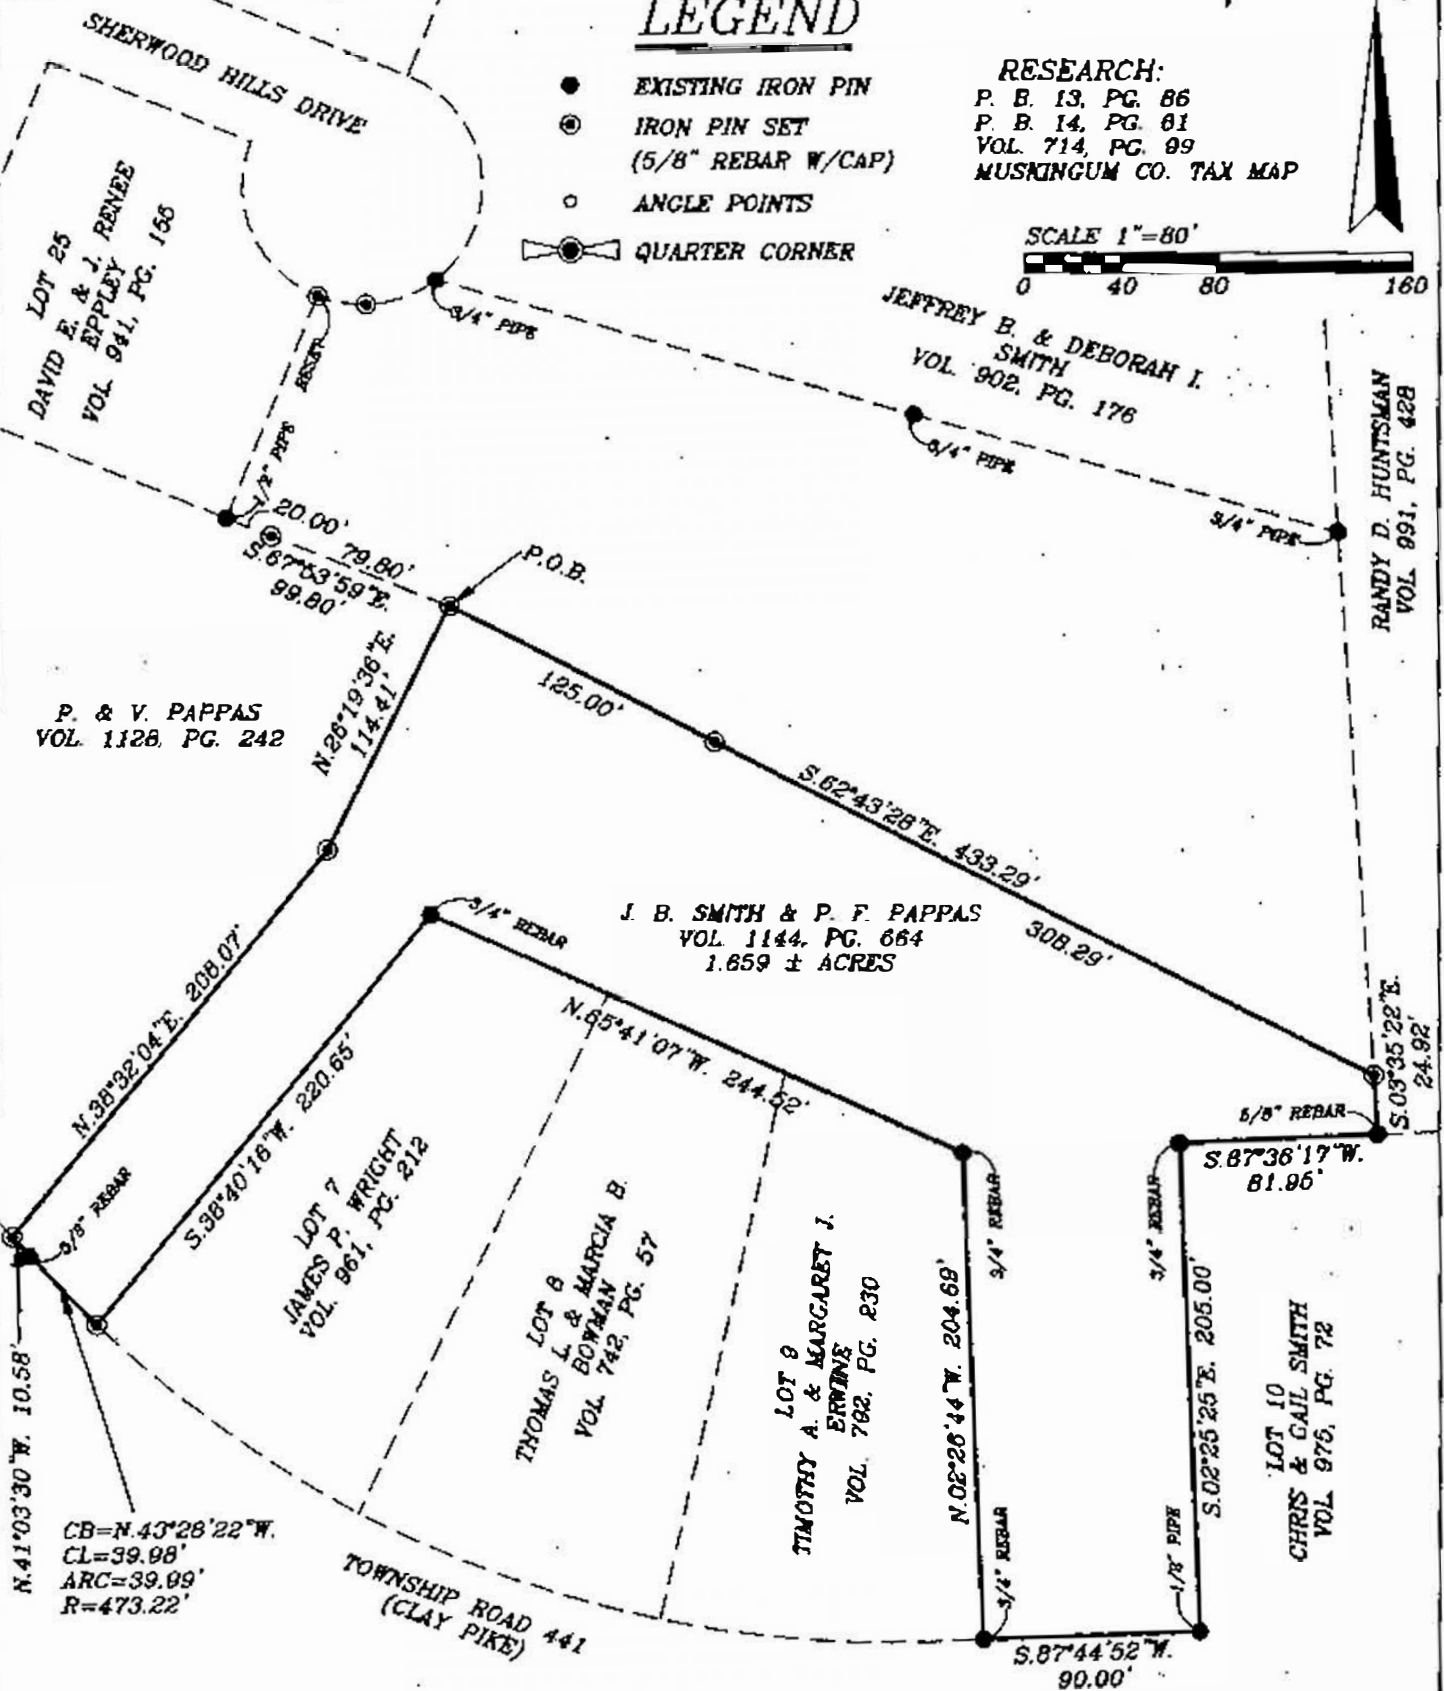 LEGEND
EXISTING IRON PIN
IRON PIN SET
(5/8" REBAR W/CAP)
ANGLE POINTS
QUARTER CORNER
RESEARCH:
P. B. 13, PG. 86
P. B. 14, PG. 61
VOL. 714, PG. 99
MUSKINGUM CO. TAX MAP
SCALE 1"=80'
0 40 80 160
SHERWOOD HILLS DRIVE
LOT 25
DAVID E. & J. RENEE
EPPLEY
VOL. 941, PG. 155
RESET
1/2" PIPE
3/4" PIPE
JEFFREY B. & DEBORAH I.
SMITH
VOL. 902, PG. 176
3/4" PIPE
3/4" PIPE
RANDY D. HUNTSMAN
VOL. 991, PG. 428
20.00'
79.80'
S.67°53'59"E.
99.80'
P.O.B.
N.26°19'36"E.
114.41'
125.00'
P. & V. PAPPAS
VOL. 1128, PG. 242
S.62°43'28"E. 433.29'
308.29'
J. B. SMITH & P. F. PAPPAS
VOL. 1144, PG. 664
1.659 ± ACRES
3/4" REBAR
N.38°32'04"E. 208.07'
N.65°41'07"W. 244.52'
S.38°40'16"W. 220.65'
S.03°35'22"E.
24.92'
5/8" REBAR
S.87°36'17"W.
81.95'
5/8" REBAR
LOT 7
JAMES P. WRIGHT
VOL. 961, PG. 212
LOT 8
THOMAS L. & MARCIA B.
BOWMAN
VOL. 742, PG. 57
LOT 9
TIMOTHY A. & MARGARET J.
ERWINE
VOL. 792, PG. 230
N.02°26'44"W. 204.69'
3/4" REBAR
3/4" REBAR
3/4" REBAR
S.02°25'25"E. 205.00'
1/2" PIPE
LOT 10
CHRIS & GAIL SMITH
VOL. 975, PG. 72
N.41°03'30"W. 10.58'
CB=N.43°28'22"W.
CL=39.98'
ARC=39.99'
R=473.22'
TOWNSHIP ROAD 441
(CLAY PIKE)
S.87°44'52"W.
90.00'